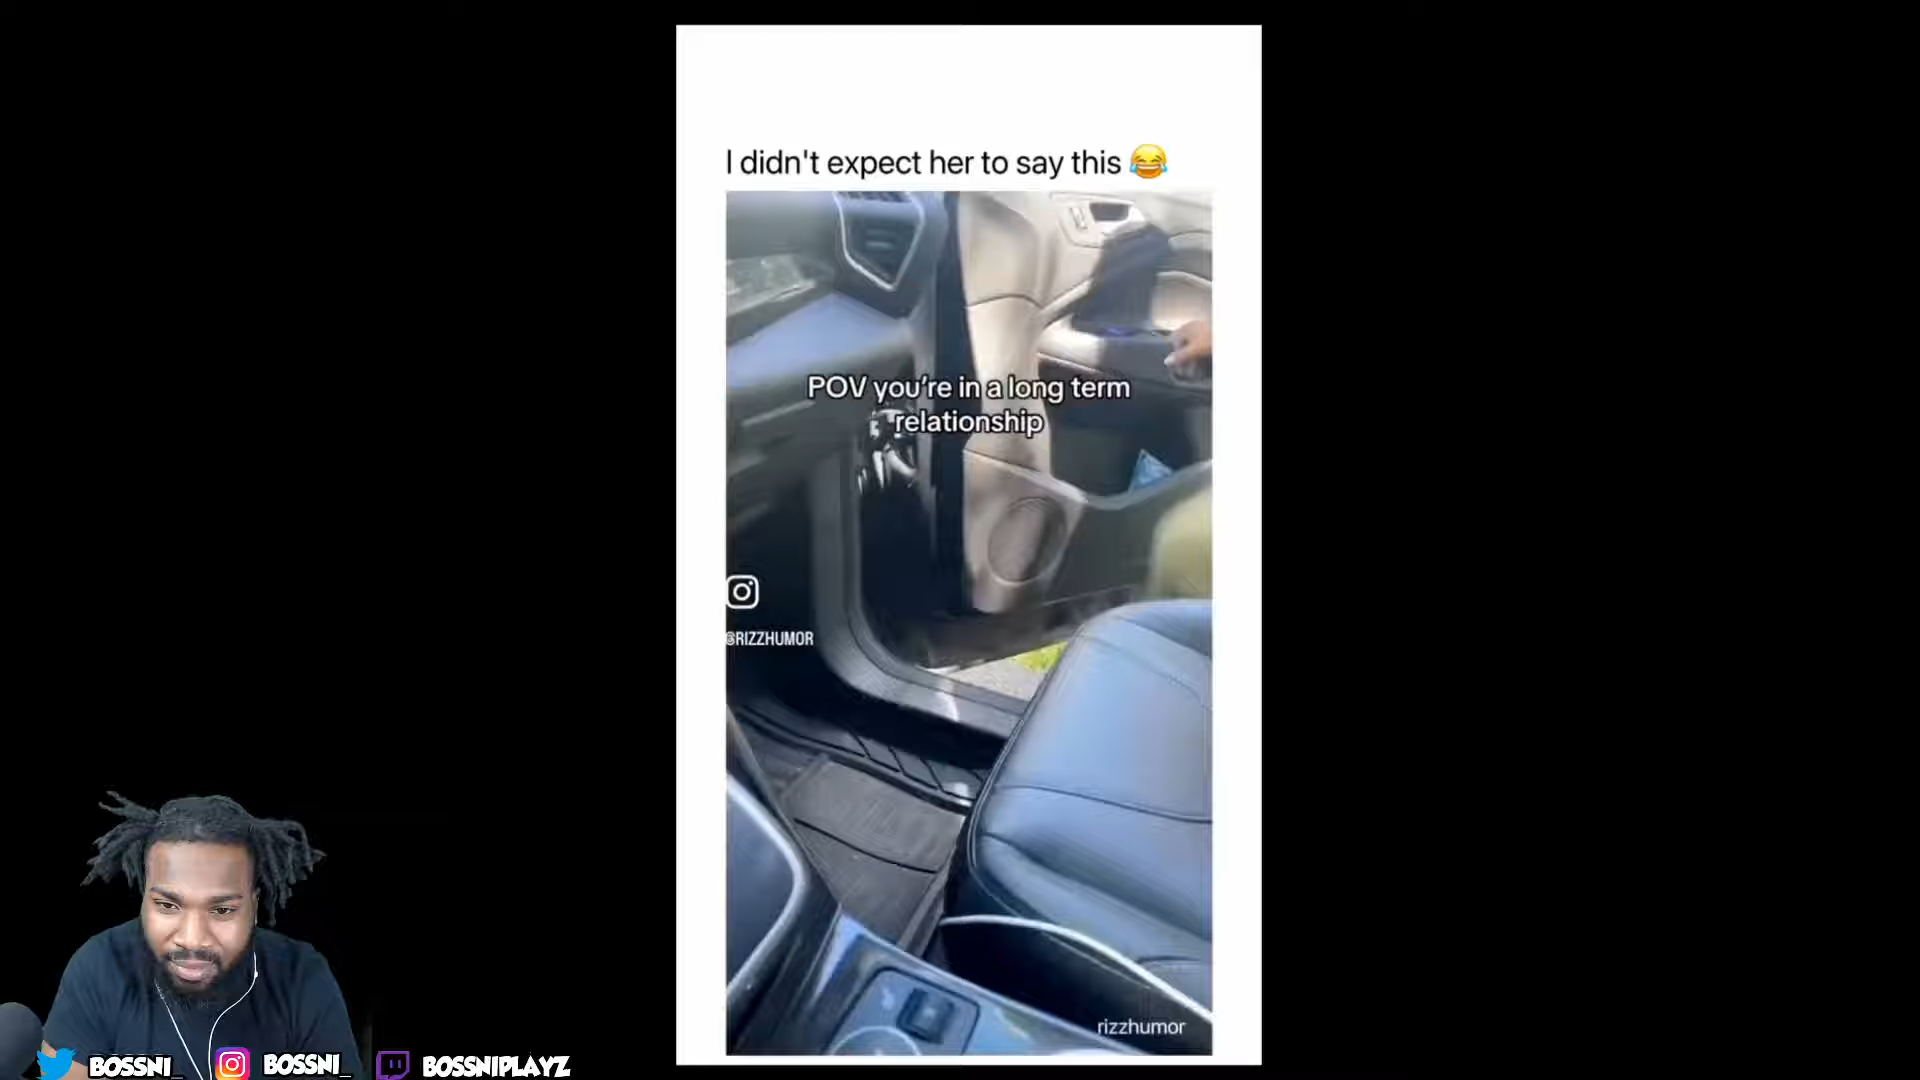 I didn't expect her to say this 😂
POV you're in a long term
relationship
@RIZZHUMOR
rizzhumor
BOSSNI_
BOSSNI_
BOSSNIPLAYZ